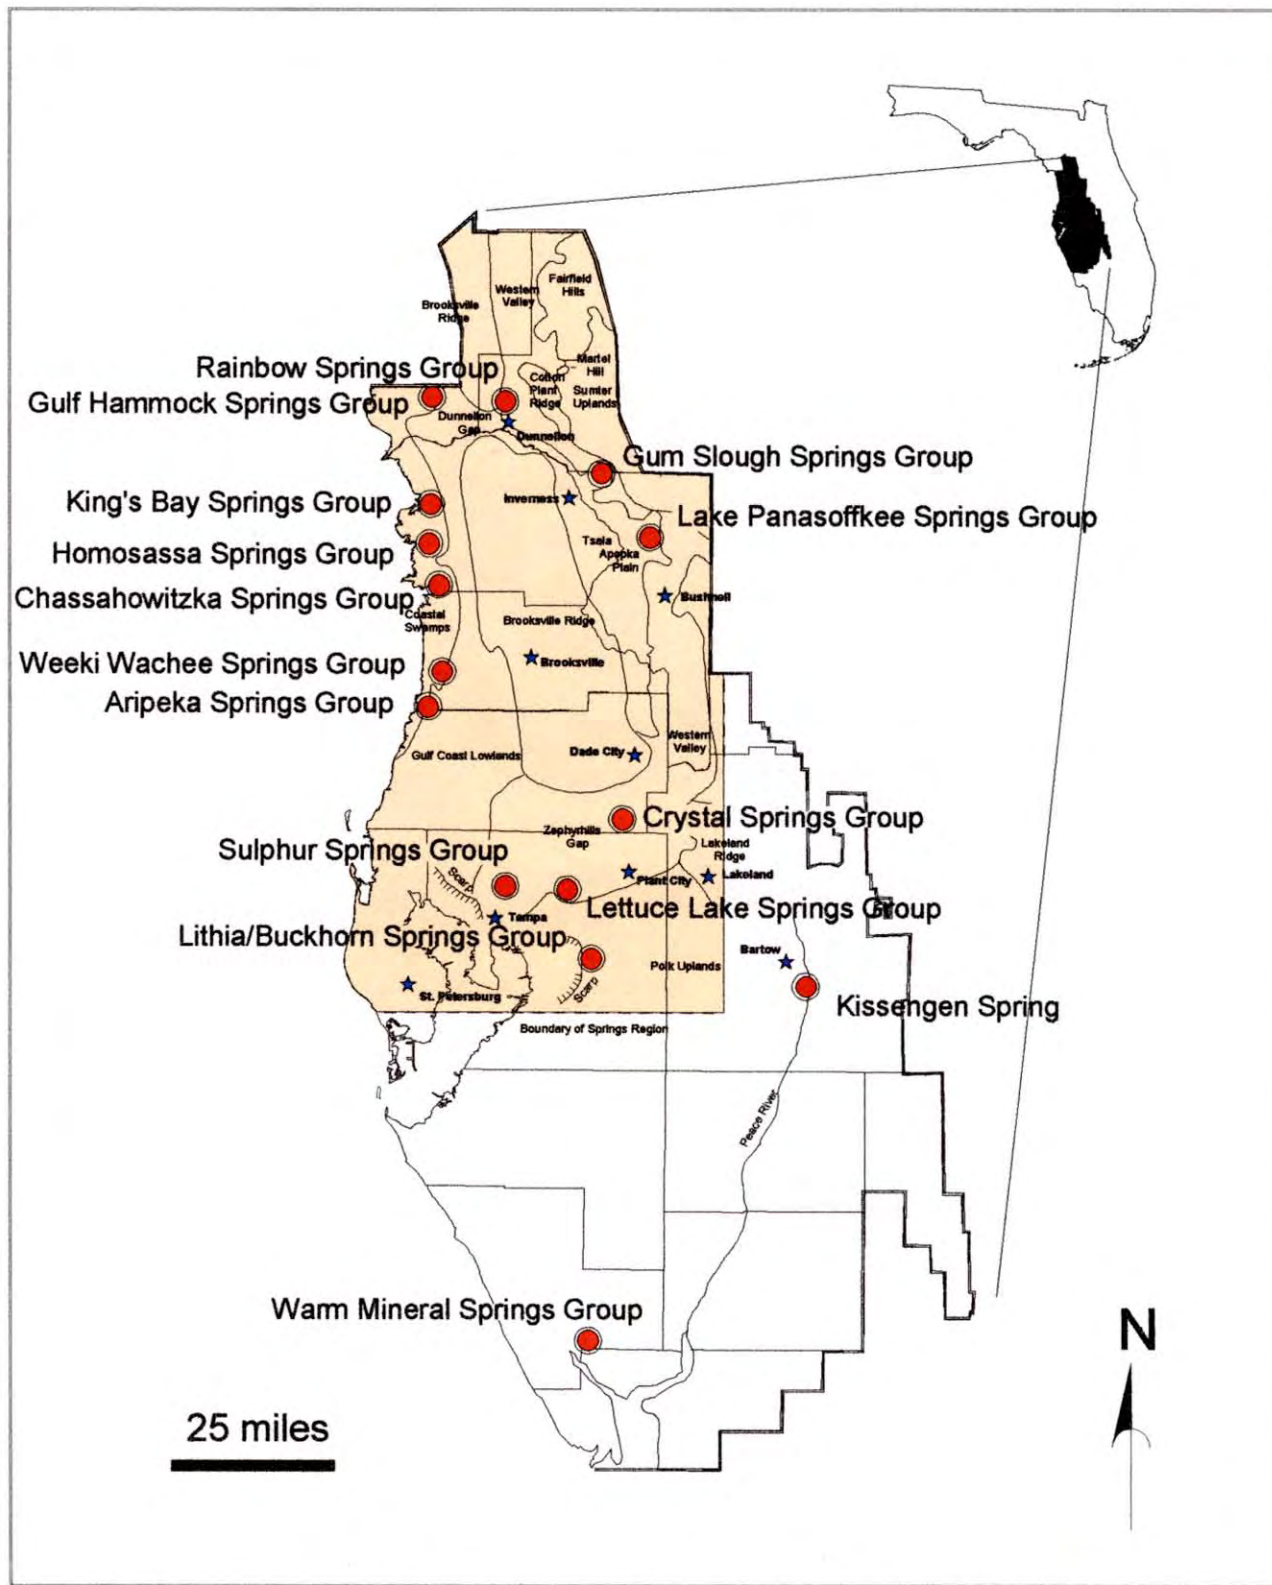 Fairfield
Hills
Western
Valley
Brooksville
Ridge
Martel
Hill
Rainbow Springs Group
Cotton
Plant
Ridge
Sumter
Uplands
Gulf Hammock Springs Group
Dunnellon
Gap
Dunnellon
Gum Slough Springs Group
King's Bay Springs Group
Inverness
Lake Panasoffkee Springs Group
Tsala
Apopka
Plain
Homosassa Springs Group
Chassahowitzka Springs Group
Bushnell
Coastal
Swamps
Brooksville Ridge
Weeki Wachee Springs Group
Brooksville
Aripeka Springs Group
Western
Valley
Gulf Coast Lowlands
Dade City
Crystal Springs Group
Zephyrhills
Gap
Lakeland
Ridge
Sulphur Springs Group
Scarp
Plant City
Lakeland
Lettuce Lake Springs Group
Tampa
Lithia/Buckhorn Springs Group
Bartow
Polk Uplands
Scarp
St. Petersburg
Kissengen Spring
Boundary of Springs Region
Peace River
Warm Mineral Springs Group
N
25 miles